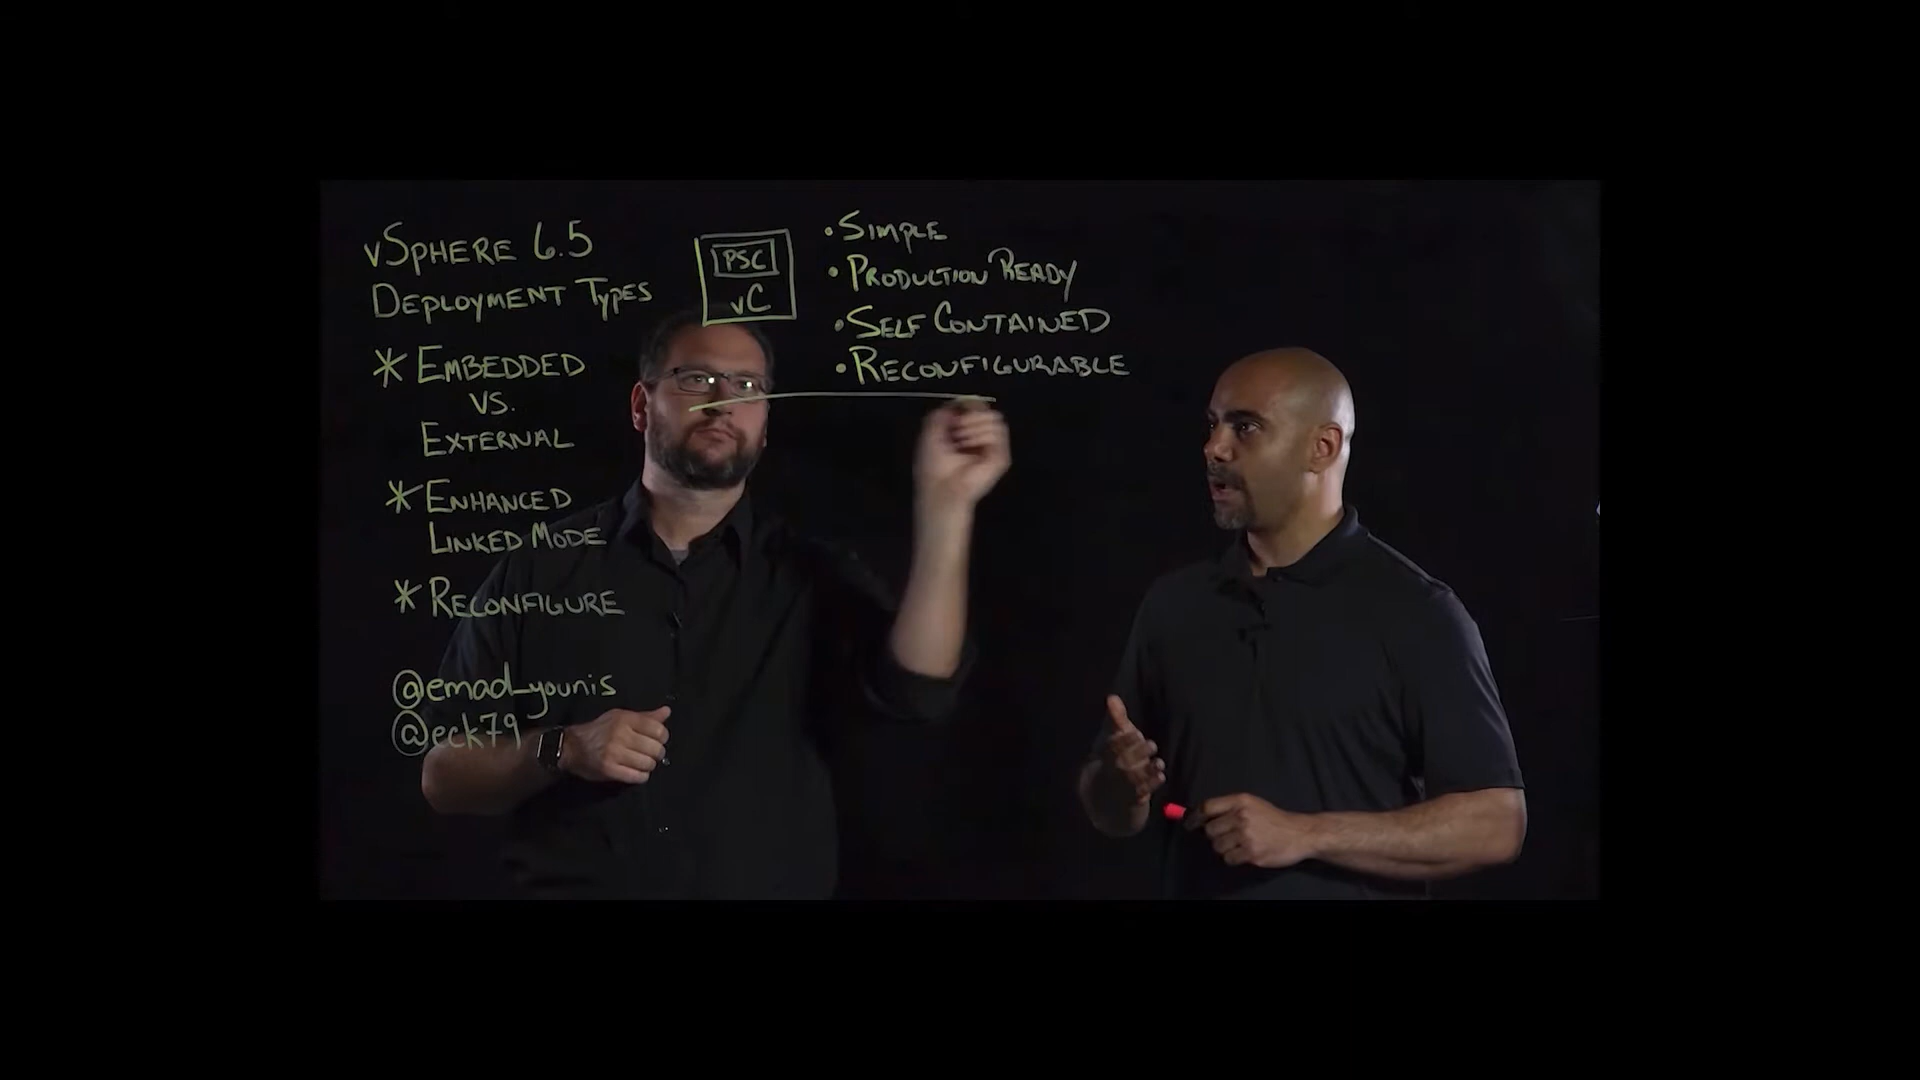 vSPHERE 6.5
DEPLOYMENT TYPES
* EMBEDDED
VS.
EXTERNAL
* ENHANCED
LINKED MODE
* RECONFIGURE
@emad_younis
@eck79
PSC
vC
• SIMPLE
• PRODUCTION READY
• SELF CONTAINED
• RECONFIGURABLE